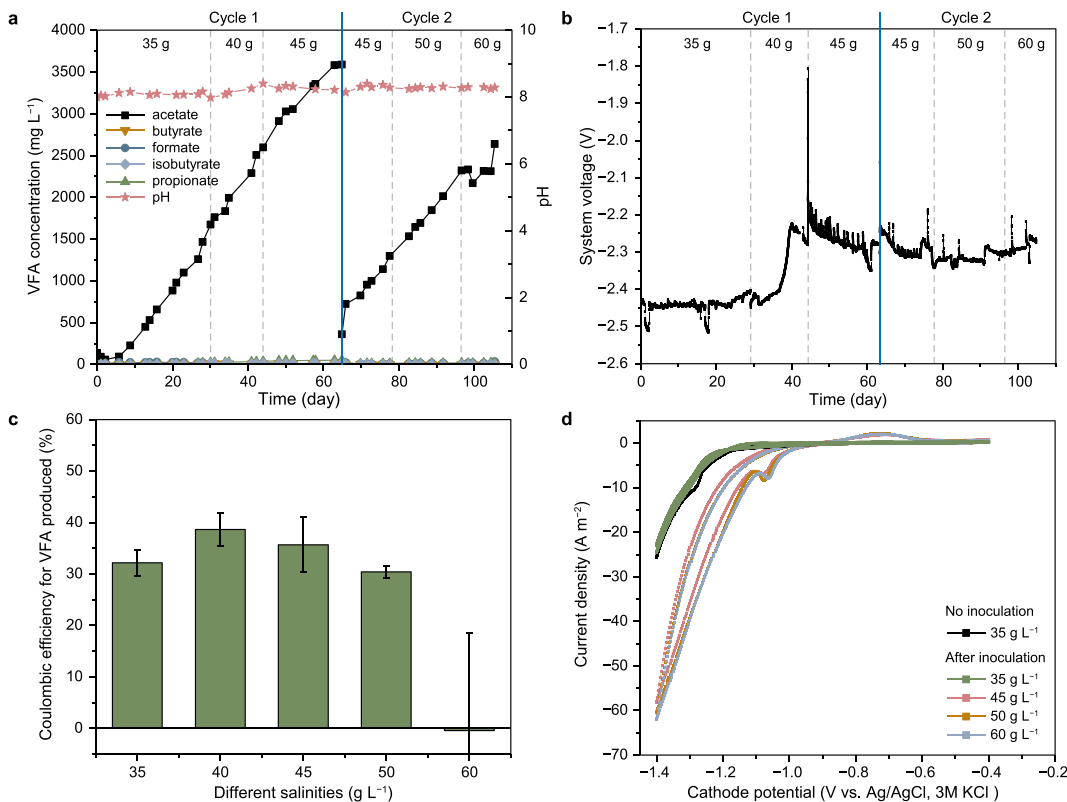 a
Cycle 1
Cycle 2
35 g
40 g
45 g
45 g
50 g
60 g
4000
3500
3000
2500
2000
1500
1000
500
0
VFA concentration (mg L⁻¹)
acetate
butyrate
formate
isobutyrate
propionate
pH
10
8
6
4
2
0
pH
0
20
40
60
80
100
Time (day)
b
Cycle 1
Cycle 2
35 g
40 g
45 g
45 g
50 g
60 g
−1.7
−1.8
−1.9
−2.0
−2.1
−2.2
−2.3
−2.4
−2.5
−2.6
System voltage (V)
0
20
40
60
80
100
Time (day)
c
60
50
40
30
20
10
0
Coulombic efficiency for VFA produced (%)
35
40
45
50
60
Different salinities (g L⁻¹)
d
0
−10
−20
−30
−40
−50
−60
−70
Current density (A m⁻²)
No inoculation
35 g L⁻¹
After inoculation
35 g L⁻¹
45 g L⁻¹
50 g L⁻¹
60 g L⁻¹
−1.4
−1.2
−1.0
−0.8
−0.6
−0.4
−0.2
Cathode potential (V vs. Ag/AgCl, 3M KCl )